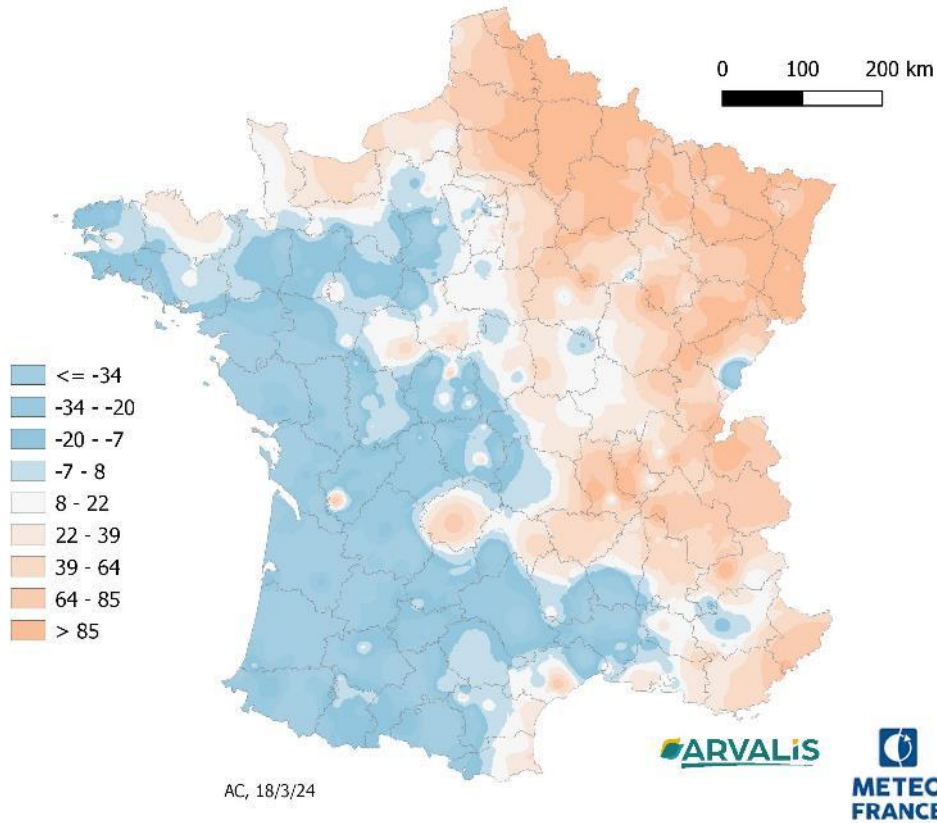 0 100 200 km
<= -34
-34 - -20
-20 - -7
-7 - 8
8 - 22
22 - 39
39 - 64
64 - 85
> 85
ARVALIS
METEO
FRANCE
AC, 18/3/24